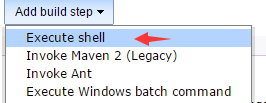 Add build step
Execute shell
Invoke Maven 2 (Legacy)
Invoke Ant
Execute Windows batch command